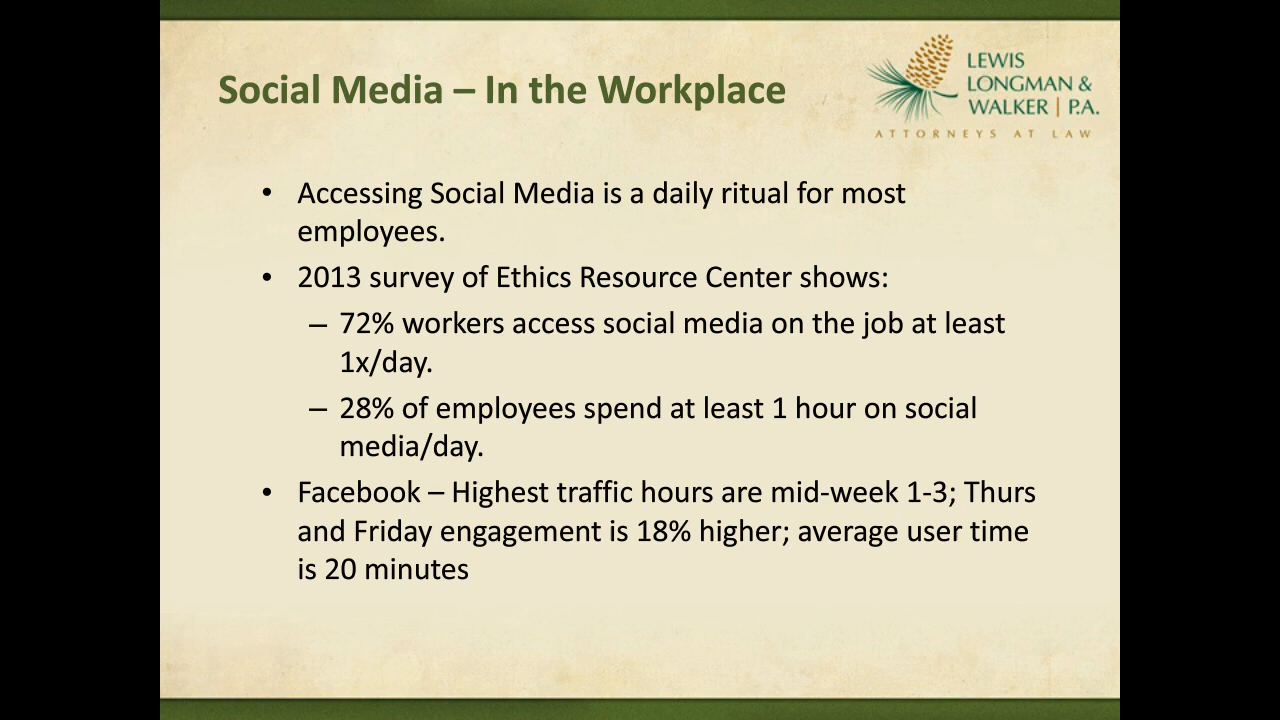 Social Media – In the Workplace
LEWIS
LONGMAN &
WALKER | P.A.
ATTORNEYS AT LAW
• Accessing Social Media is a daily ritual for most
employees.
• 2013 survey of Ethics Resource Center shows:
– 72% workers access social media on the job at least
1x/day.
– 28% of employees spend at least 1 hour on social
media/day.
• Facebook – Highest traffic hours are mid-week 1-3; Thurs
and Friday engagement is 18% higher; average user time
is 20 minutes